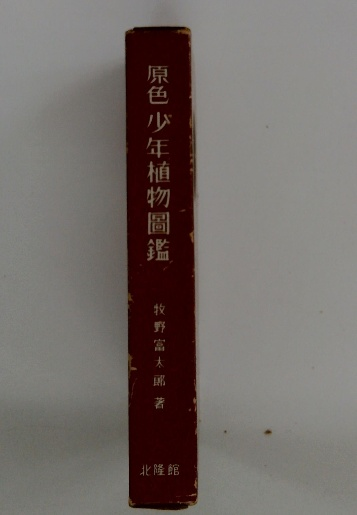 原色 少年植物圖鑑
牧野富太郎 著
北隆館